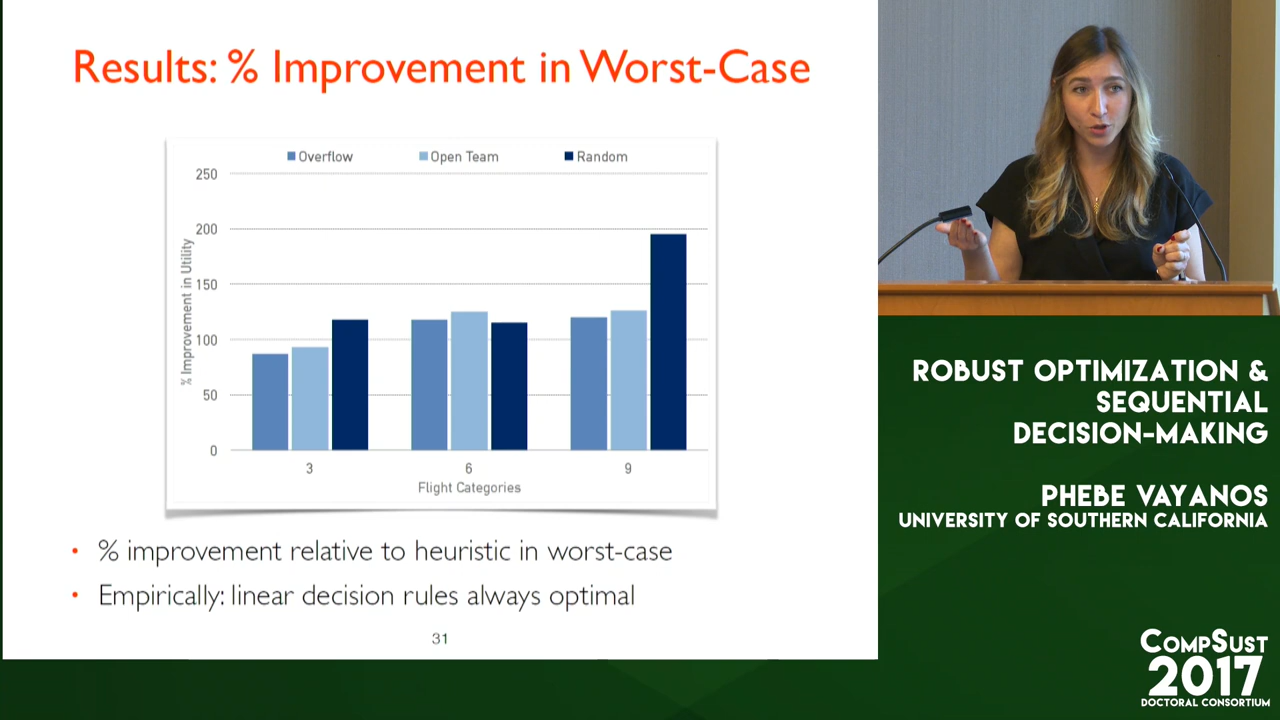 Results: % Improvement in Worst-Case
Overflow Open Team Random
250
200
150
100
50
0
% Improvement in Utility
3 6 9
Flight Categories
• % improvement relative to heuristic in worst-case
• Empirically: linear decision rules always optimal
31
ROBUST OPTIMIZATION &
SEQUENTIAL
DECISION-MAKING
PHEBE VAYANOS
UNIVERSITY OF SOUTHERN CALIFORNIA
COMPSUST
2017
DOCTORAL CONSORTIUM